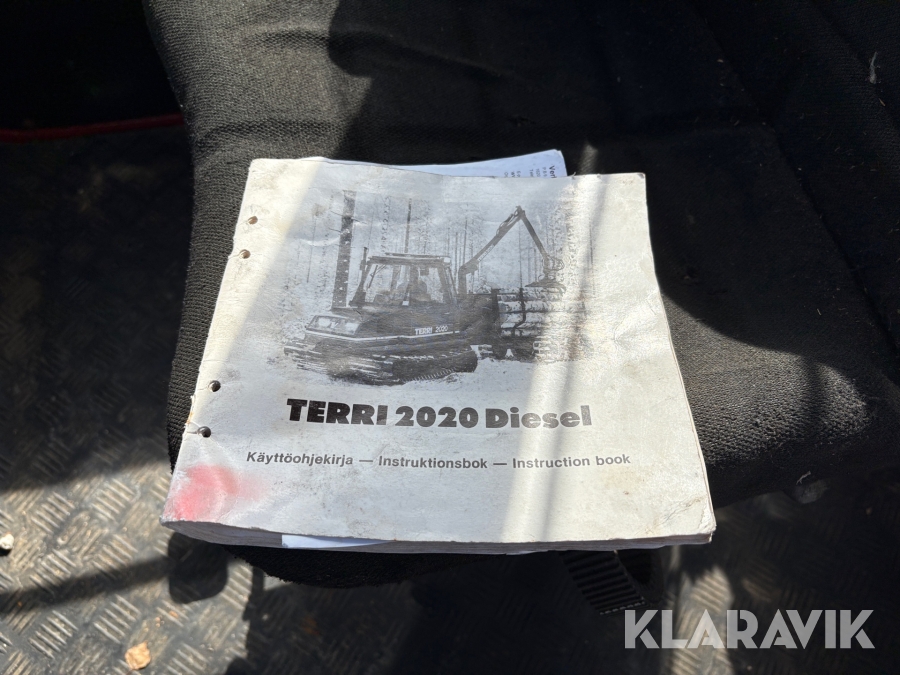 TERRI 2020
TERRI 2020 Diesel
Käyttöohjekirja — Instruktionsbok — Instruction book
KLARAVIK